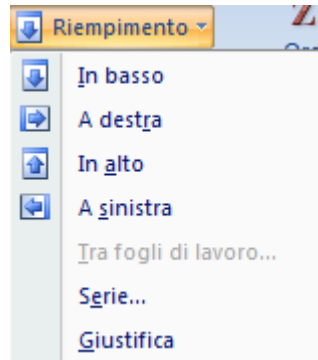 Riempimento
In basso
A destra
In alto
A sinistra
Tra fogli di lavoro...
Serie...
Giustifica